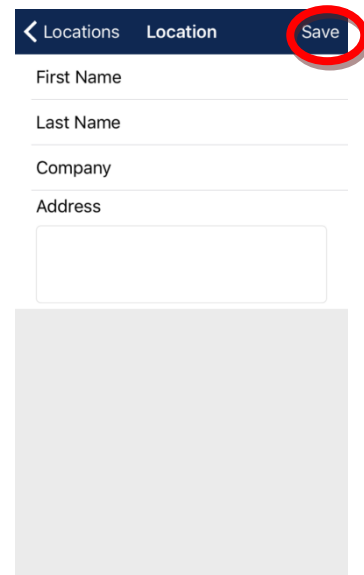 Locations Location Save
First Name
Last Name
Company
Address